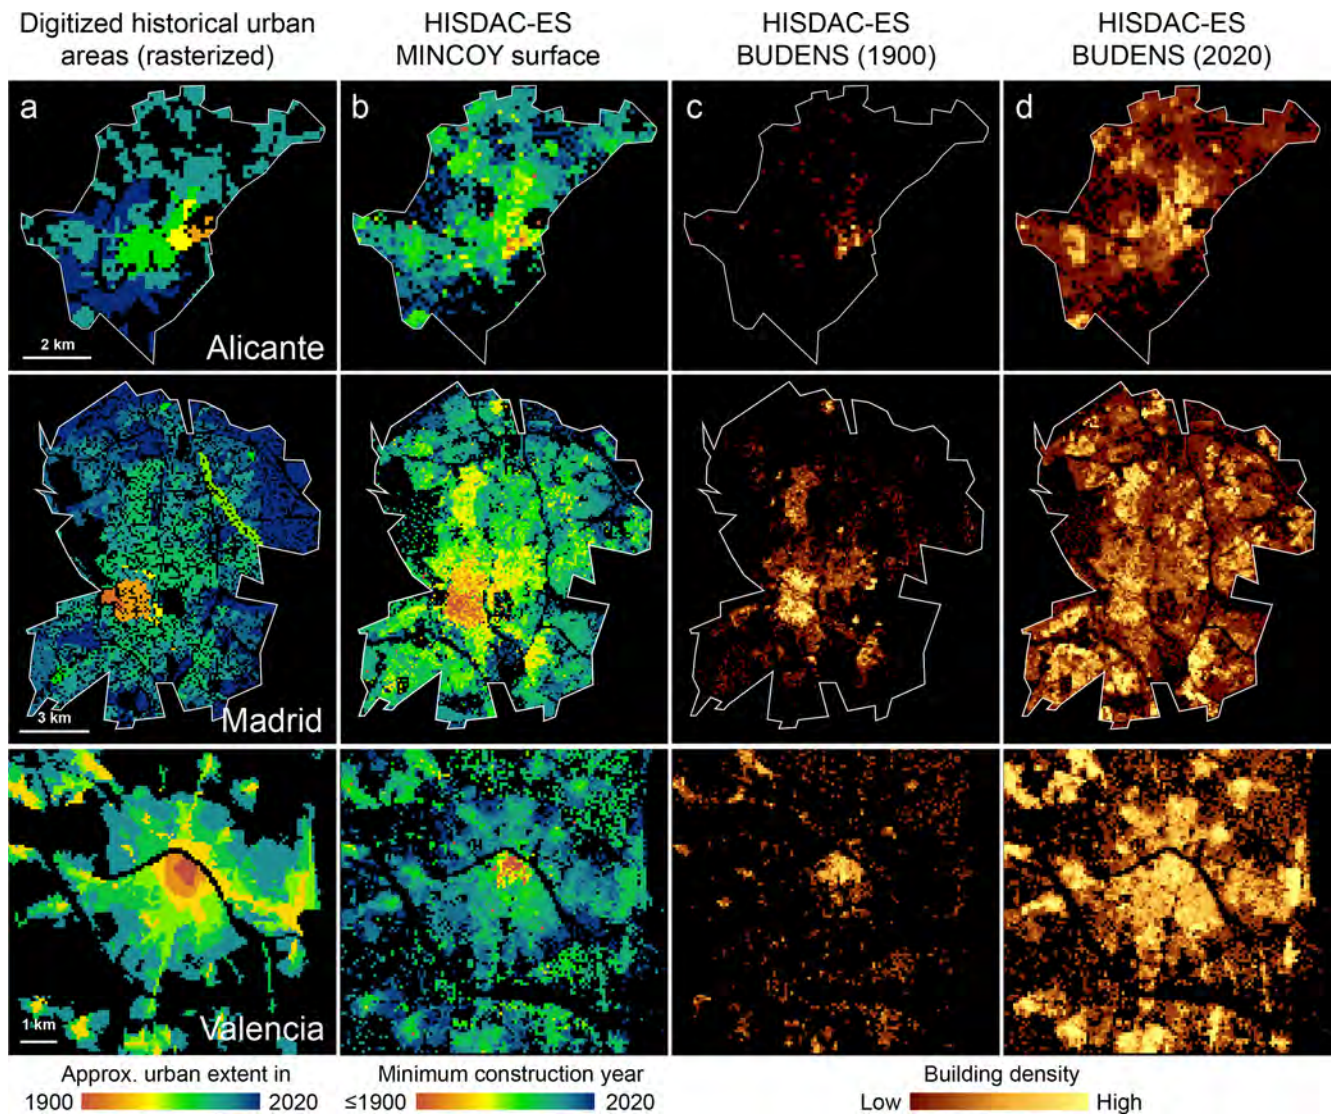 Digitized historical urban
areas (rasterized)
HISDAC-ES
MINCOY surface
HISDAC-ES
BUDENS (1900)
HISDAC-ES
BUDENS (2020)
a
b
c
d
2 km
Alicante
3 km
Madrid
1 km
Valencia
Approx. urban extent in
1900 2020
Minimum construction year
≤1900 2020
Building density
Low High